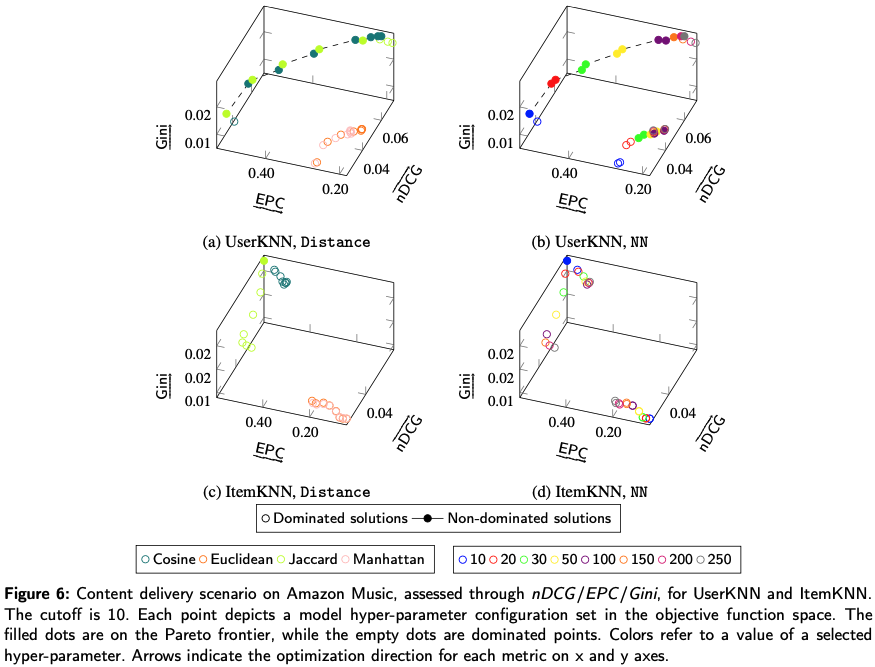 0.02
0.01
Gini
0.40
0.20
EPC
0.06
0.04
nDCG
(a) UserKNN, Distance
0.02
0.01
Gini
0.40
0.20
EPC
0.06
0.04
nDCG
(b) UserKNN, NN
0.02
0.02
0.01
Gini
0.40
0.20
EPC
0.04
nDCG
(c) ItemKNN, Distance
0.02
0.02
0.01
Gini
0.40
0.20
EPC
0.04
nDCG
(d) ItemKNN, NN
Dominated solutions Non-dominated solutions
Cosine Euclidean Jaccard Manhattan
10 20 30 50 100 150 200 250
Figure 6: Content delivery scenario on Amazon Music, assessed through nDCG/EPC/Gini, for UserKNN and ItemKNN.
The cutoff is 10. Each point depicts a model hyper-parameter configuration set in the objective function space. The
filled dots are on the Pareto frontier, while the empty dots are dominated points. Colors refer to a value of a selected
hyper-parameter. Arrows indicate the optimization direction for each metric on x and y axes.